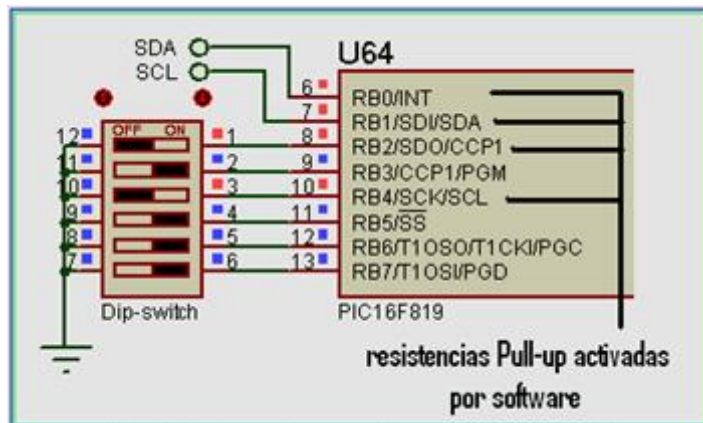 SDA
SCL
U64
OFF ON
12 1
11 2
10 3
9 4
8 5
7 6
Dip-switch
6 RB0/INT
7 RB1/SDI/SDA
8 RB2/SDO/CCP1
9 RB3/CCP1/PGM
10 RB4/SCK/SCL
11 RB5/SS
12 RB6/T1OSO/T1CKI/PGC
13 RB7/T1OSI/PGD
PIC16F819
resistencias Pull-up activadas
por software